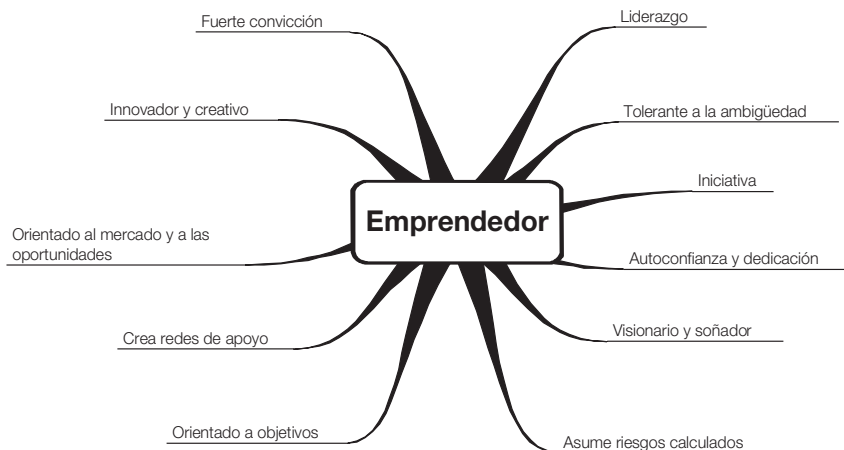 Fuerte convicción
Liderazgo
Innovador y creativo
Tolerante a la ambigüedad
Iniciativa
Emprendedor
Orientado al mercado y a las
oportunidades
Autoconfianza y dedicación
Crea redes de apoyo
Visionario y soñador
Orientado a objetivos
Asume riesgos calculados